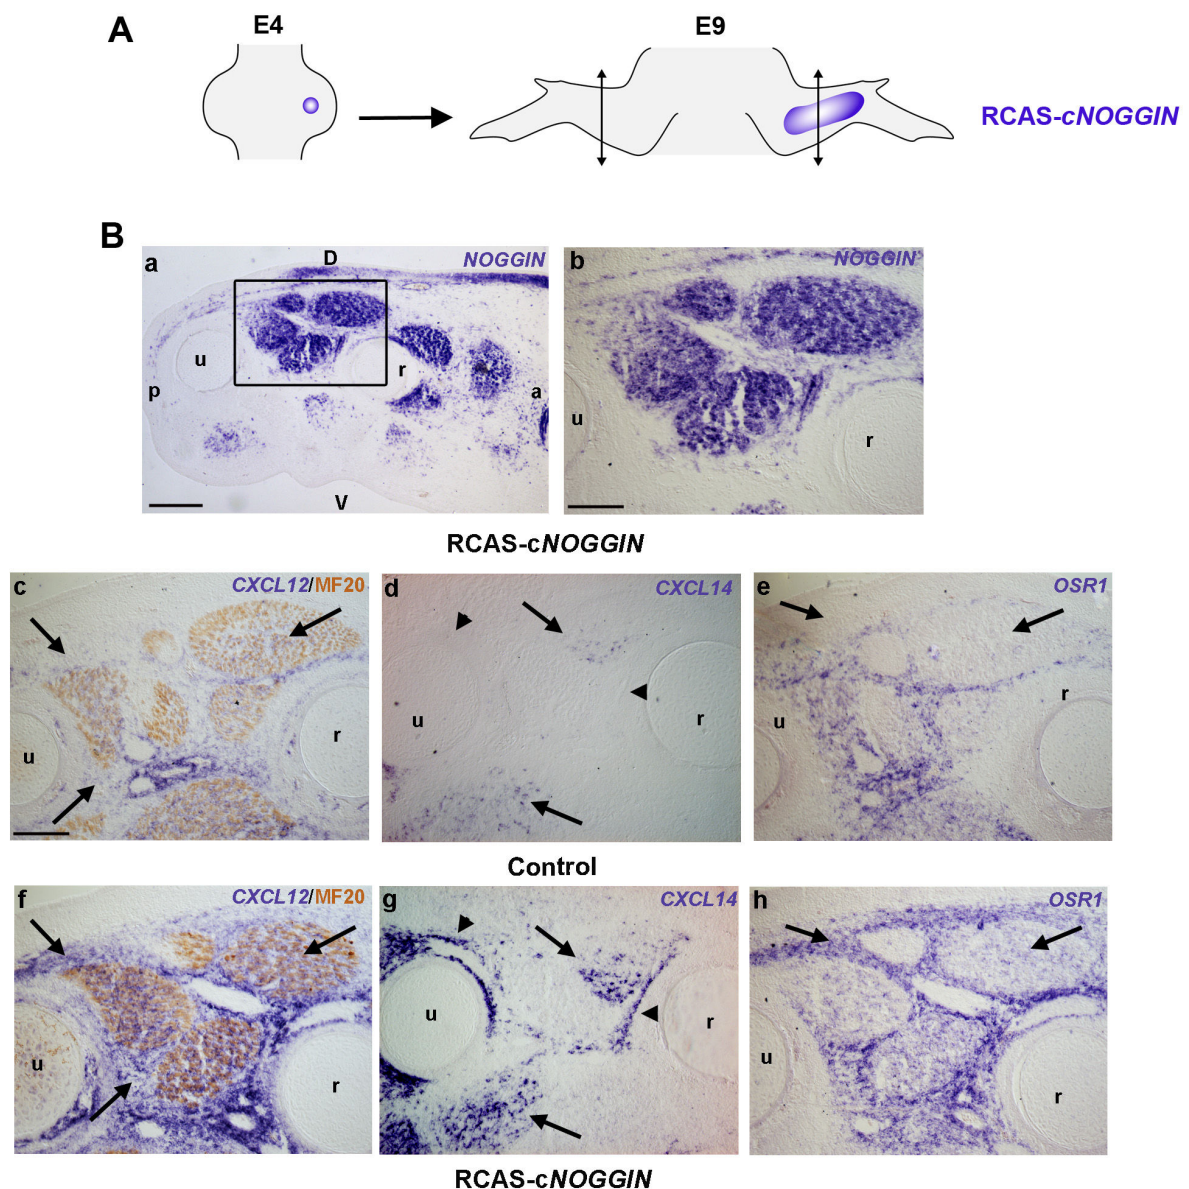 A
E4
E9
RCAS-cNOGGIN
B
a
D
NOGGIN
u
r
p
a
V
b
NOGGIN
u
r
RCAS-cNOGGIN
c
CXCL12/MF20
u
r
d
CXCL14
u
r
e
OSR1
u
r
Control
f
CXCL12/MF20
u
r
g
CXCL14
u
r
h
OSR1
u
r
RCAS-cNOGGIN